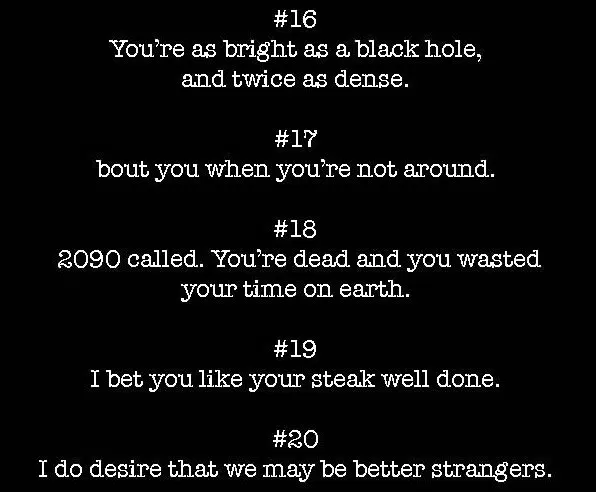 #16
You're as bright as a black hole,
and twice as dense.
#17
bout you when you're not around.
#18
2090 called. You're dead and you wasted
your time on earth.
#19
I bet you like your steak well done.
#20
I do desire that we may be better strangers.